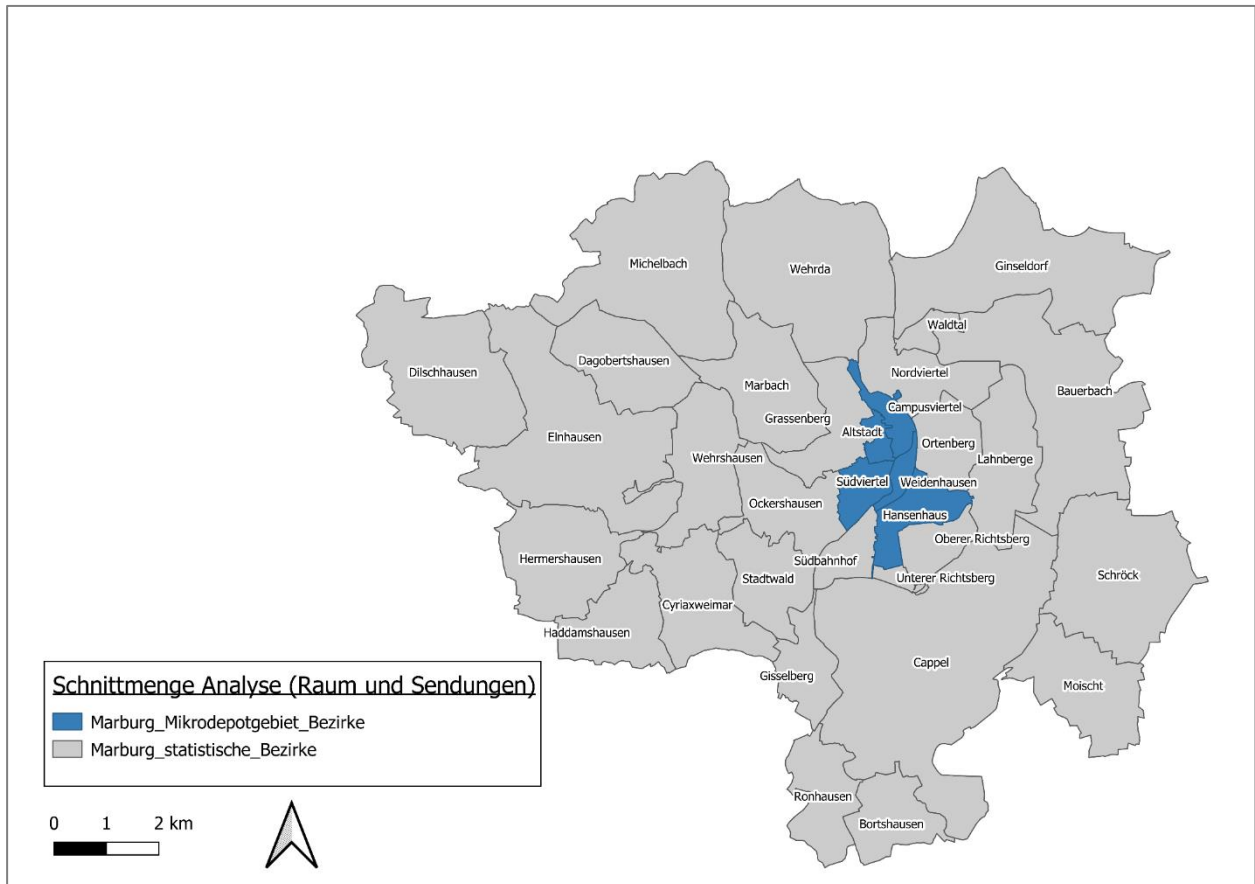 Michelbach
Wehrda
Ginseldorf
Waldtal
Dagobertshausen
Nordviertel
Dilschhausen
Marbach
Bauerbach
Campusviertel
Grassenberg
Altstadt
Elnhausen
Ortenberg
Wehrshausen
Lahnberge
Südviertel
Weidenhausen
Ockershausen
Hansenhaus
Oberer Richtsberg
Hermershausen
Südbahnhof
Stadtwald
Unterer Richtsberg
Schröck
Cyriaxweimar
Haddamshausen
Cappel
Gisselberg
Moischt
Ronhausen
Bortshausen
Schnittmenge Analyse (Raum und Sendungen)
Marburg_Mikrodepotgebiet_Bezirke
Marburg_statistische_Bezirke
0 1 2 km